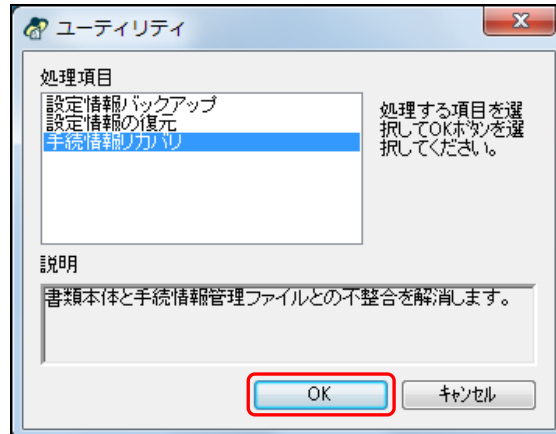 ユーティリティ
処理項目
設定情報バックアップ
設定情報の復元
手続情報リカバリ
処理する項目を選
択してOKボタンを選
択してください。
説明
書類本体と手続情報管理ファイルとの不整合を解消します。
OK
キャンセル